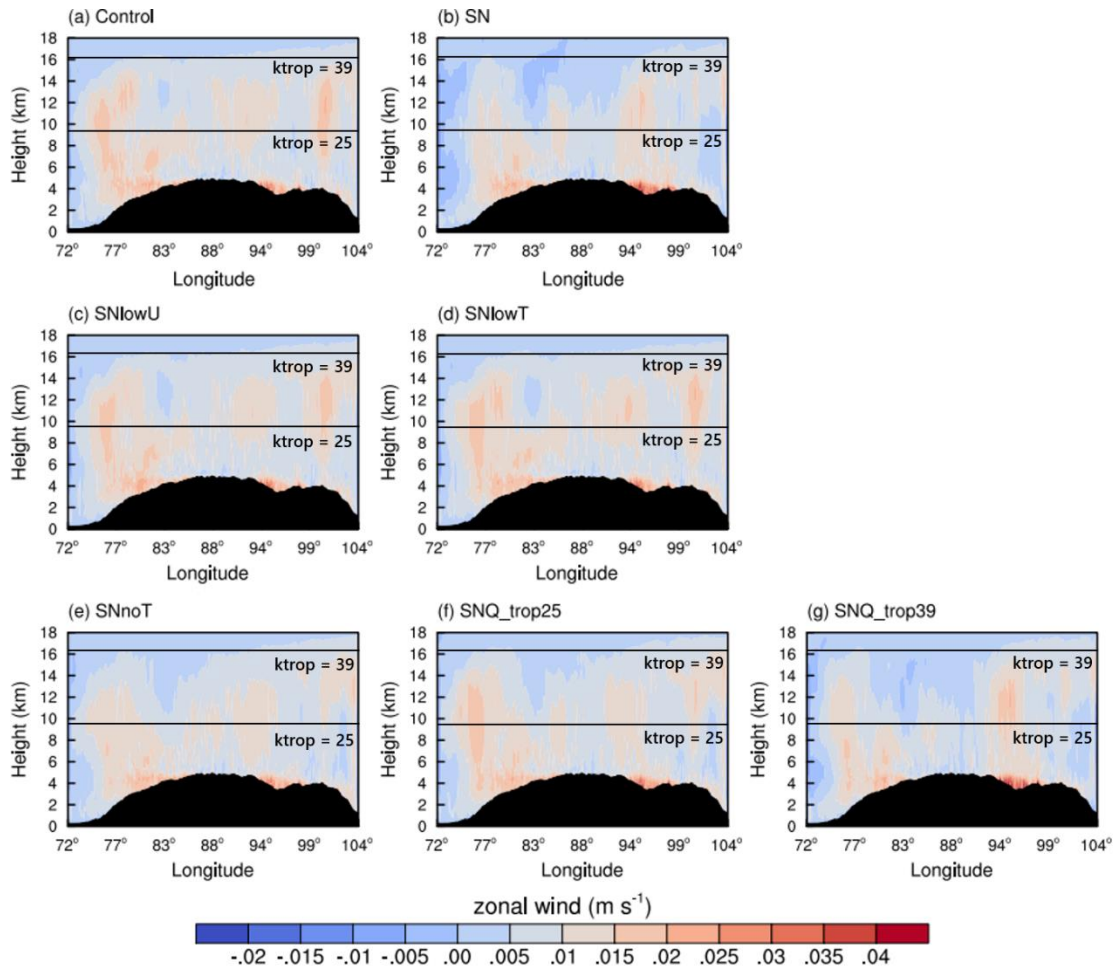 (a) Control
(b) SN
18
16
14
12
10
8
6
4
2
0
Height (km)
ktrop = 39
ktrop = 25
72° 77° 83° 88° 94° 99° 104°
Longitude
18
16
14
12
10
8
6
4
2
0
Height (km)
ktrop = 39
ktrop = 25
72° 77° 83° 88° 94° 99° 104°
Longitude
(c) SNlowU
(d) SNlowT
18
16
14
12
10
8
6
4
2
0
Height (km)
ktrop = 39
ktrop = 25
72° 77° 83° 88° 94° 99° 104°
Longitude
18
16
14
12
10
8
6
4
2
0
Height (km)
ktrop = 39
ktrop = 25
72° 77° 83° 88° 94° 99° 104°
Longitude
(e) SNnoT
(f) SNQ_trop25
(g) SNQ_trop39
18
16
14
12
10
8
6
4
2
0
Height (km)
ktrop = 39
ktrop = 25
72° 77° 83° 88° 94° 99° 104°
Longitude
18
16
14
12
10
8
6
4
2
0
Height (km)
ktrop = 39
ktrop = 25
72° 77° 83° 88° 94° 99° 104°
Longitude
18
16
14
12
10
8
6
4
2
0
Height (km)
ktrop = 39
ktrop = 25
72° 77° 83° 88° 94° 99° 104°
Longitude
zonal wind (m s⁻¹)
-.02 -.015 -.01 -.005 .00 .005 .01 .015 .02 .025 .03 .035 .04